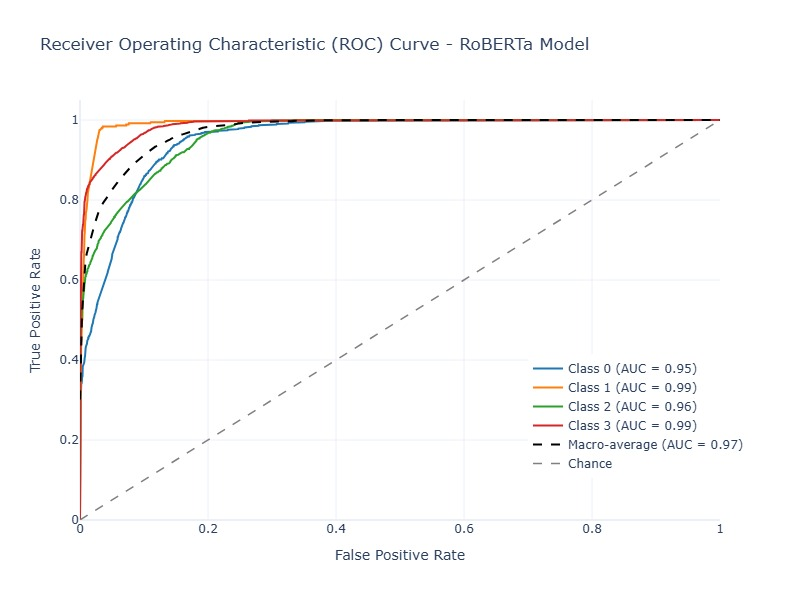 Receiver Operating Characteristic (ROC) Curve - RoBERTa Model
1
0.8
0.6
0.4
0.2
0
True Positive Rate
Class 0 (AUC = 0.95)
Class 1 (AUC = 0.99)
Class 2 (AUC = 0.96)
Class 3 (AUC = 0.99)
Macro-average (AUC = 0.97)
Chance
0 0.2 0.4 0.6 0.8 1
False Positive Rate